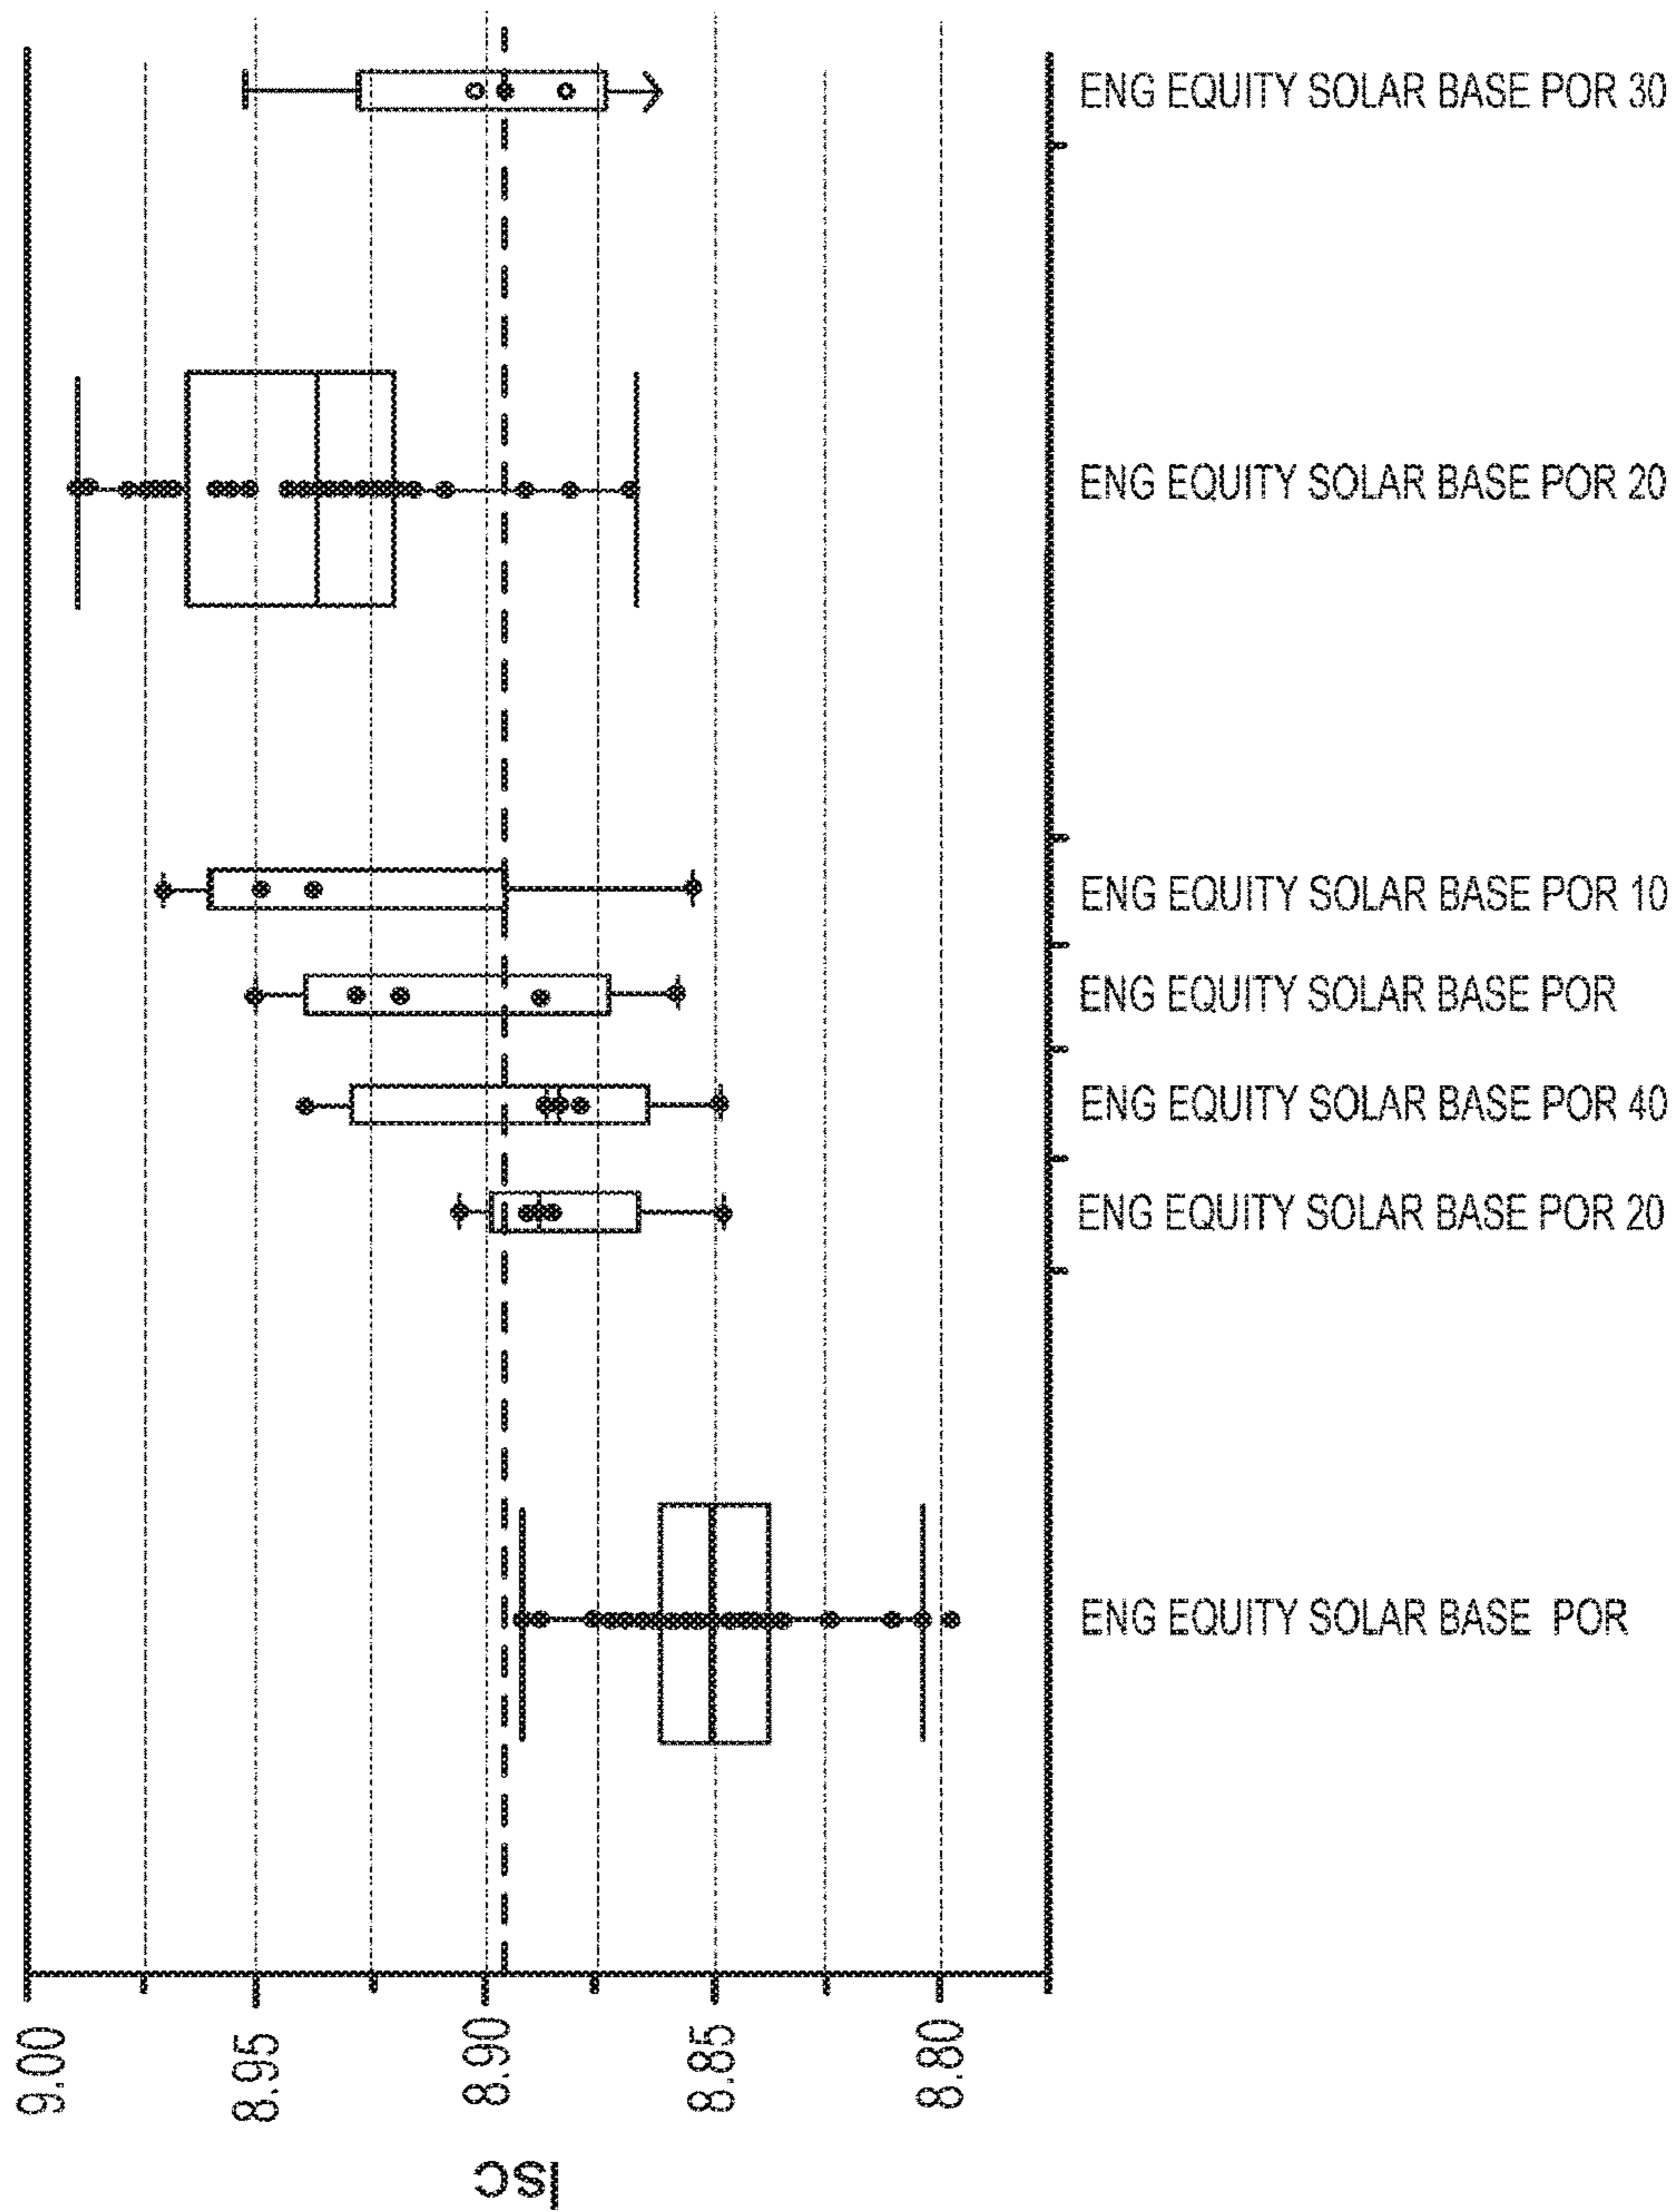 ENG EQUITY SOLAR BASE POR 30
ENG EQUITY SOLAR BASE POR 20
ENG EQUITY SOLAR BASE POR 10
ENG EQUITY SOLAR BASE POR
ENG EQUITY SOLAR BASE POR 40
ENG EQUITY SOLAR BASE POR 20
ENG EQUITY SOLAR BASE POR
9.00
8.95
8.90
8.85
8.80
Isc